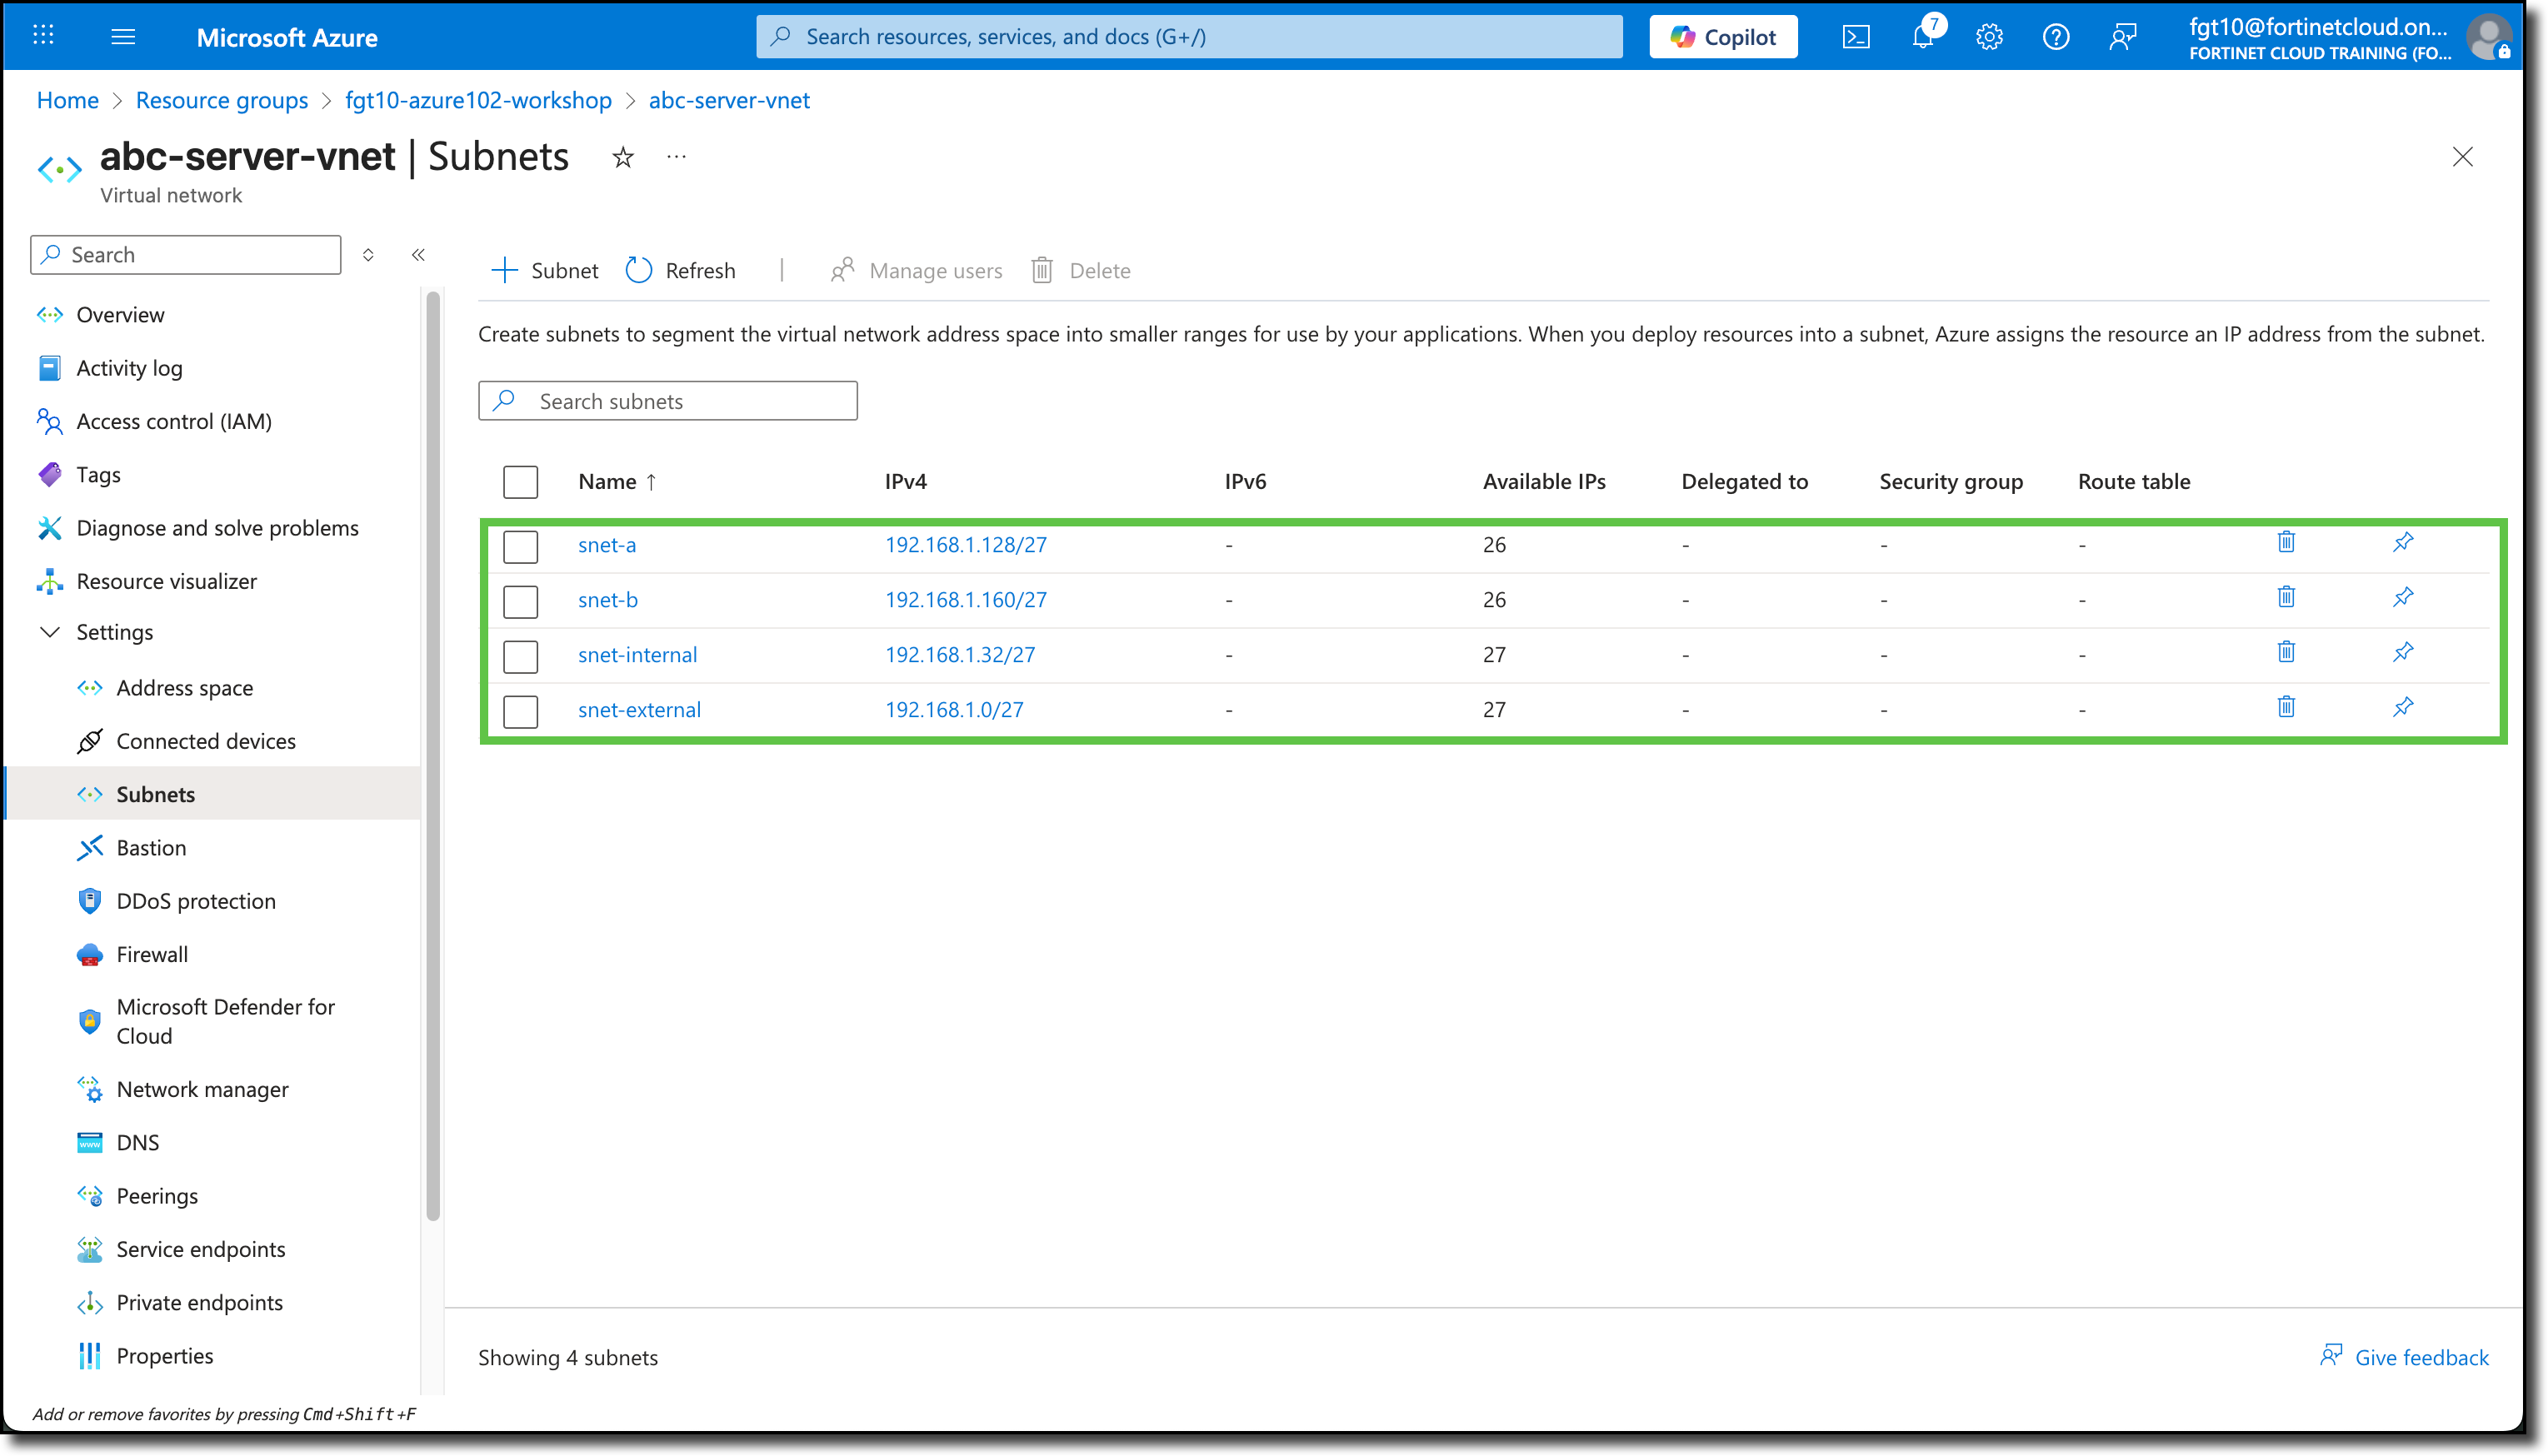 Microsoft Azure
Search resources, services, and docs (G+/)
Copilot
7
fgt10@fortinetcloud.on...
FORTINET CLOUD TRAINING (FO...
Home > Resource groups > fgt10-azure102-workshop > abc-server-vnet
abc-server-vnet | Subnets
Virtual network
Search
Subnet Refresh Manage users Delete
Overview
Activity log
Access control (IAM)
Tags
Diagnose and solve problems
Resource visualizer
Settings
Address space
Connected devices
Subnets
Bastion
DDoS protection
Firewall
Microsoft Defender for
Cloud
Network manager
DNS
www
Peerings
Service endpoints
Private endpoints
Properties
Add or remove favorites by pressing Cmd+Shift+F
Create subnets to segment the virtual network address space into smaller ranges for use by your applications. When you deploy resources into a subnet, Azure assigns the resource an IP address from the subnet.
Search subnets
Name ↑ IPv4 IPv6 Available IPs Delegated to Security group Route table
snet-a 192.168.1.128/27 - 26 - - -
snet-b 192.168.1.160/27 - 26 - - -
snet-internal 192.168.1.32/27 - 27 - - -
snet-external 192.168.1.0/27 - 27 - - -
Showing 4 subnets
Give feedback